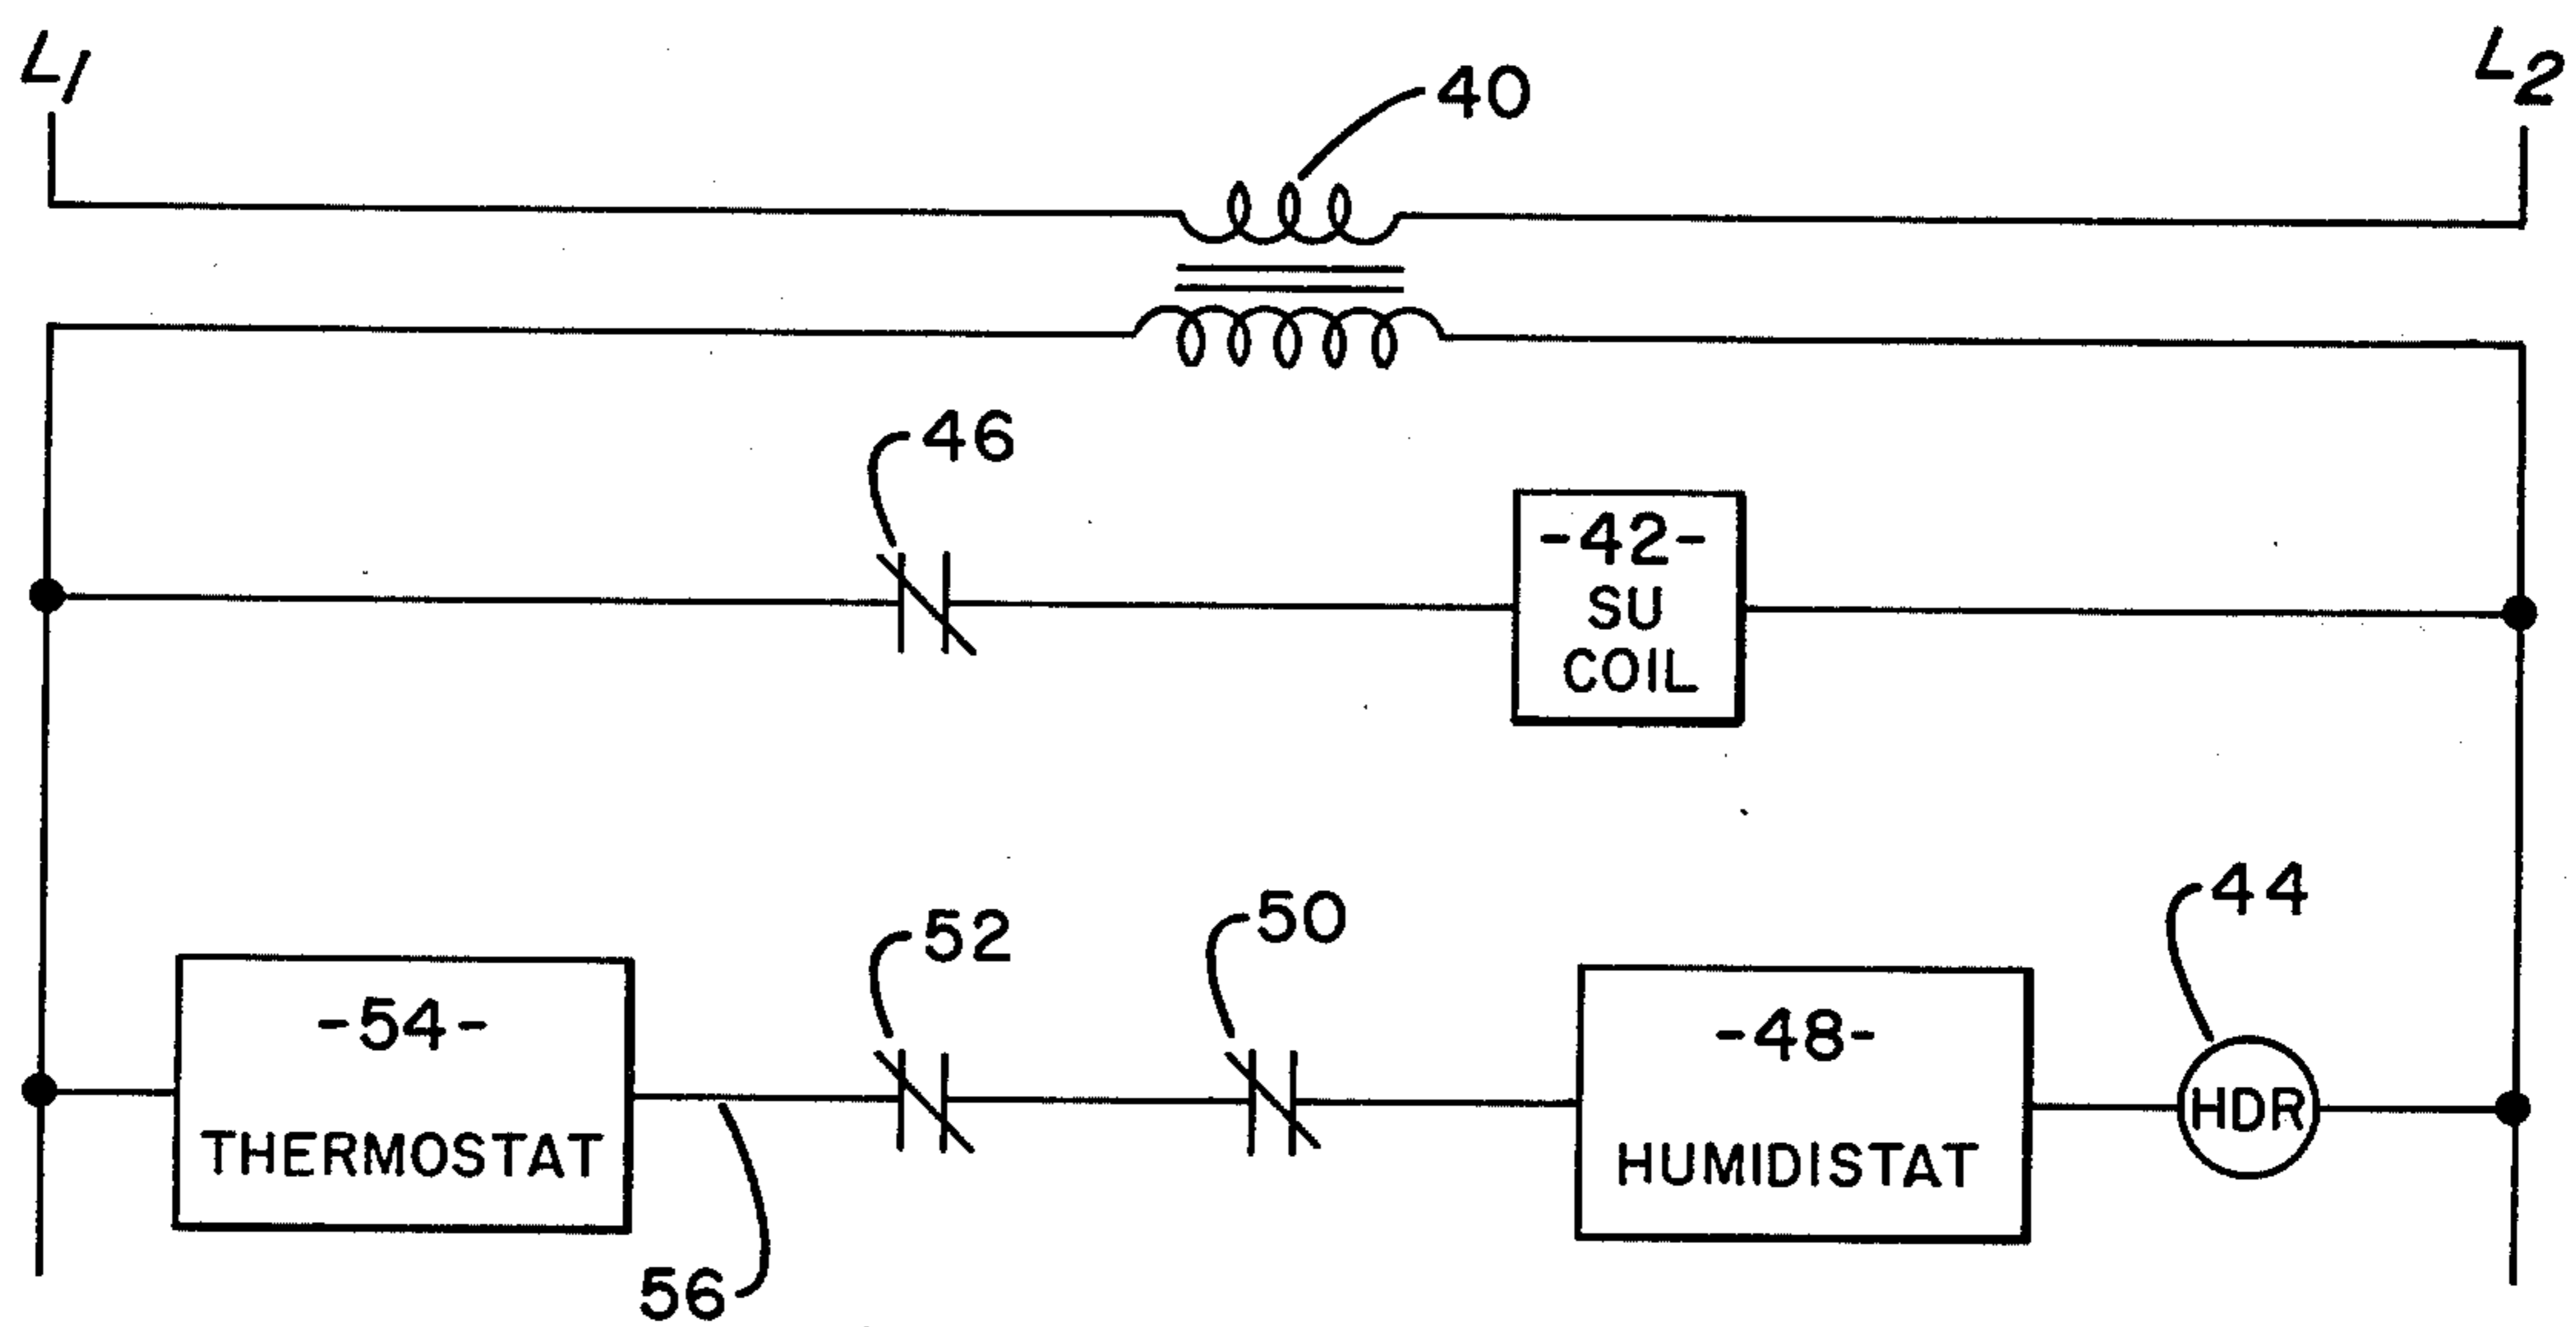 L1
L2
40
46
-42-
SU
COIL
44
52
50
-54-
THERMOSTAT
-48-
HUMIDISTAT
HDR
56